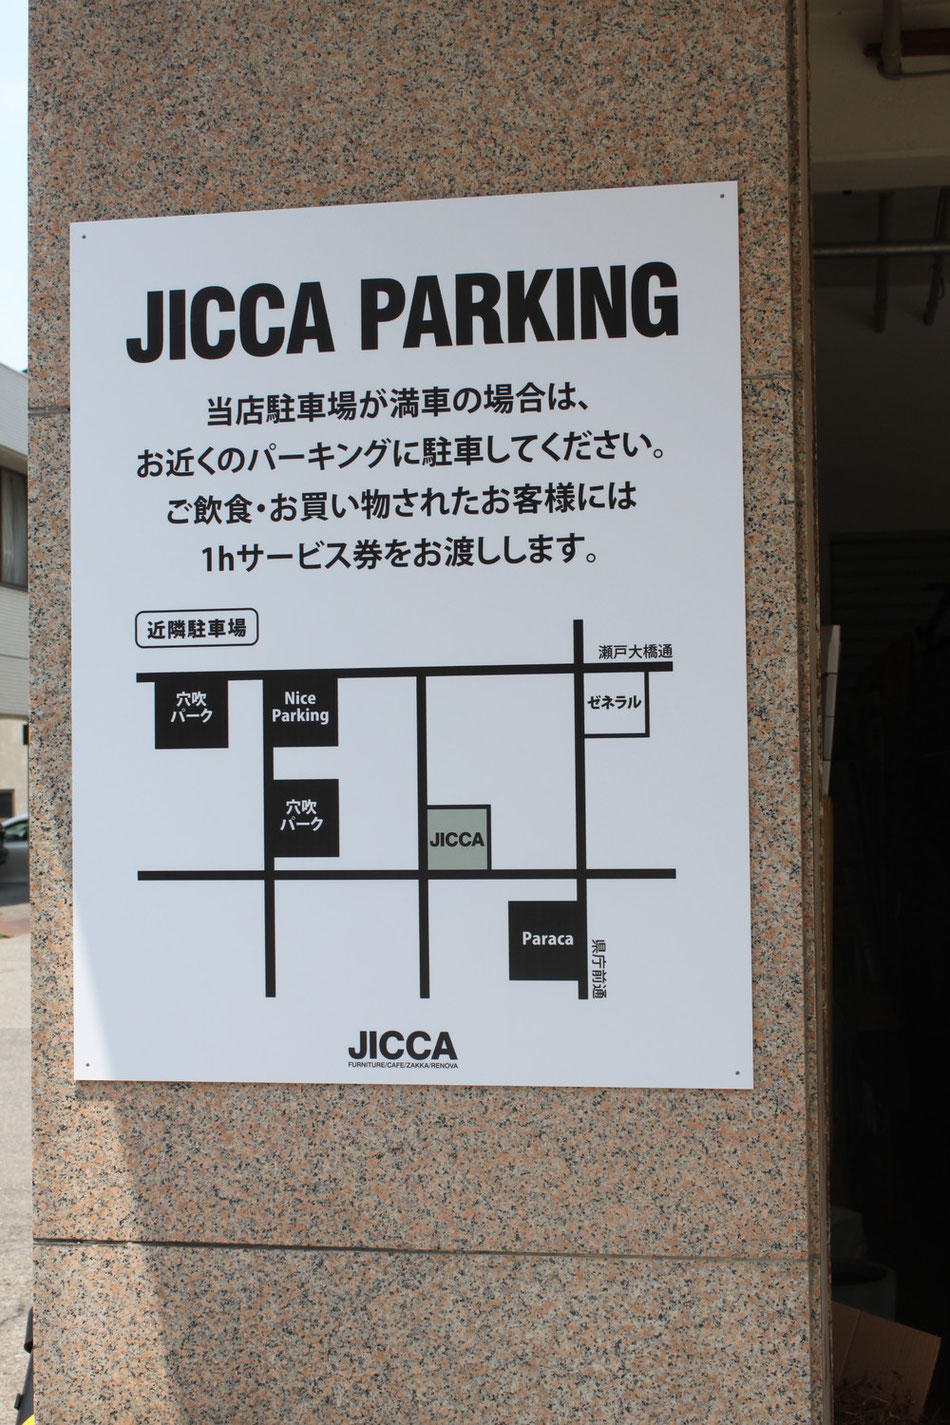 JICCA PARKING
当店駐車場が満車の場合は、
お近くのパーキングに駐車してください。
ご飲食・お買い物されたお客様には
1hサービス券をお渡しします。
近隣駐車場
瀬戸大橋通
穴吹
パーク
Nice
Parking
ゼネラル
穴吹
パーク
JICCA
Paraca
県庁前通
JICCA
FURNITURE/CAFE/ZAKKA/RENOVA